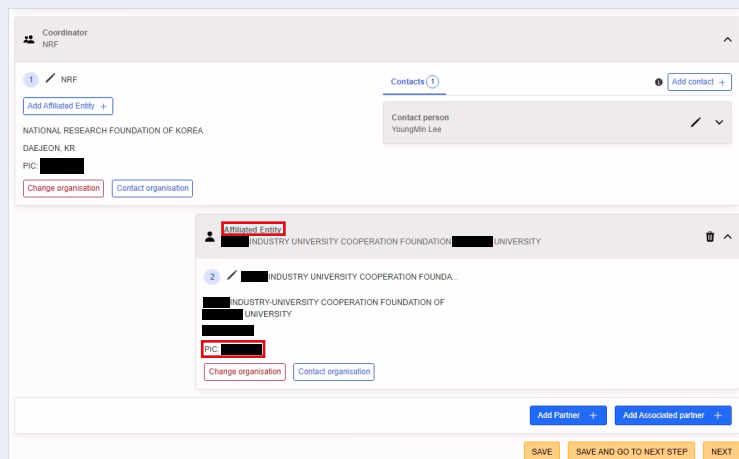 Coordinator
NRF
1 NRF
Contacts 1
Add contact +
Add Affiliated Entity +
Contact person
YoungMin Lee
NATIONAL RESEARCH FOUNDATION OF KOREA
DAEJEON, KR
PIC:
Change organisation
Contact organisation
Affiliated Entity
INDUSTRY UNIVERSITY COOPERATION FOUNDATION UNIVERSITY
2 INDUSTRY UNIVERSITY COOPERATION FOUNDA...
INDUSTRY-UNIVERSITY COOPERATION FOUNDATION OF
UNIVERSITY
PIC:
Change organisation
Contact organisation
Add Partner +
Add Associated partner +
SAVE
SAVE AND GO TO NEXT STEP
NEXT